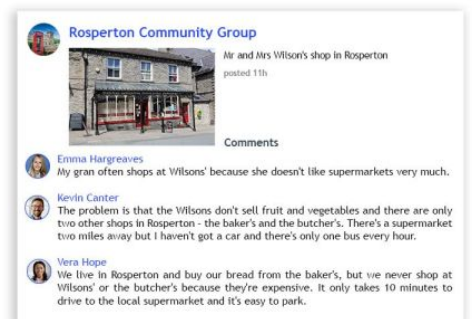 Rosperton Community Group
Mr and Mrs Wilson's shop in Rosperton
posted 11h
Comments
Emma Hargreaves
My gran often shops at Wilsons' because she doesn't like supermarkets very much.
Kevin Canter
The problem is that the Wilsons don't sell fruit and vegetables and there are only
two other shops in Rosperton – the baker's and the butcher's. There's a supermarket
two miles away but I haven't got a car and there's only one bus every hour.
Vera Hope
We live in Rosperton and buy our bread from the baker's, but we never shop at
Wilsons' or the butcher's because they're expensive. It only takes 10 minutes to
drive to the local supermarket and it's easy to park.